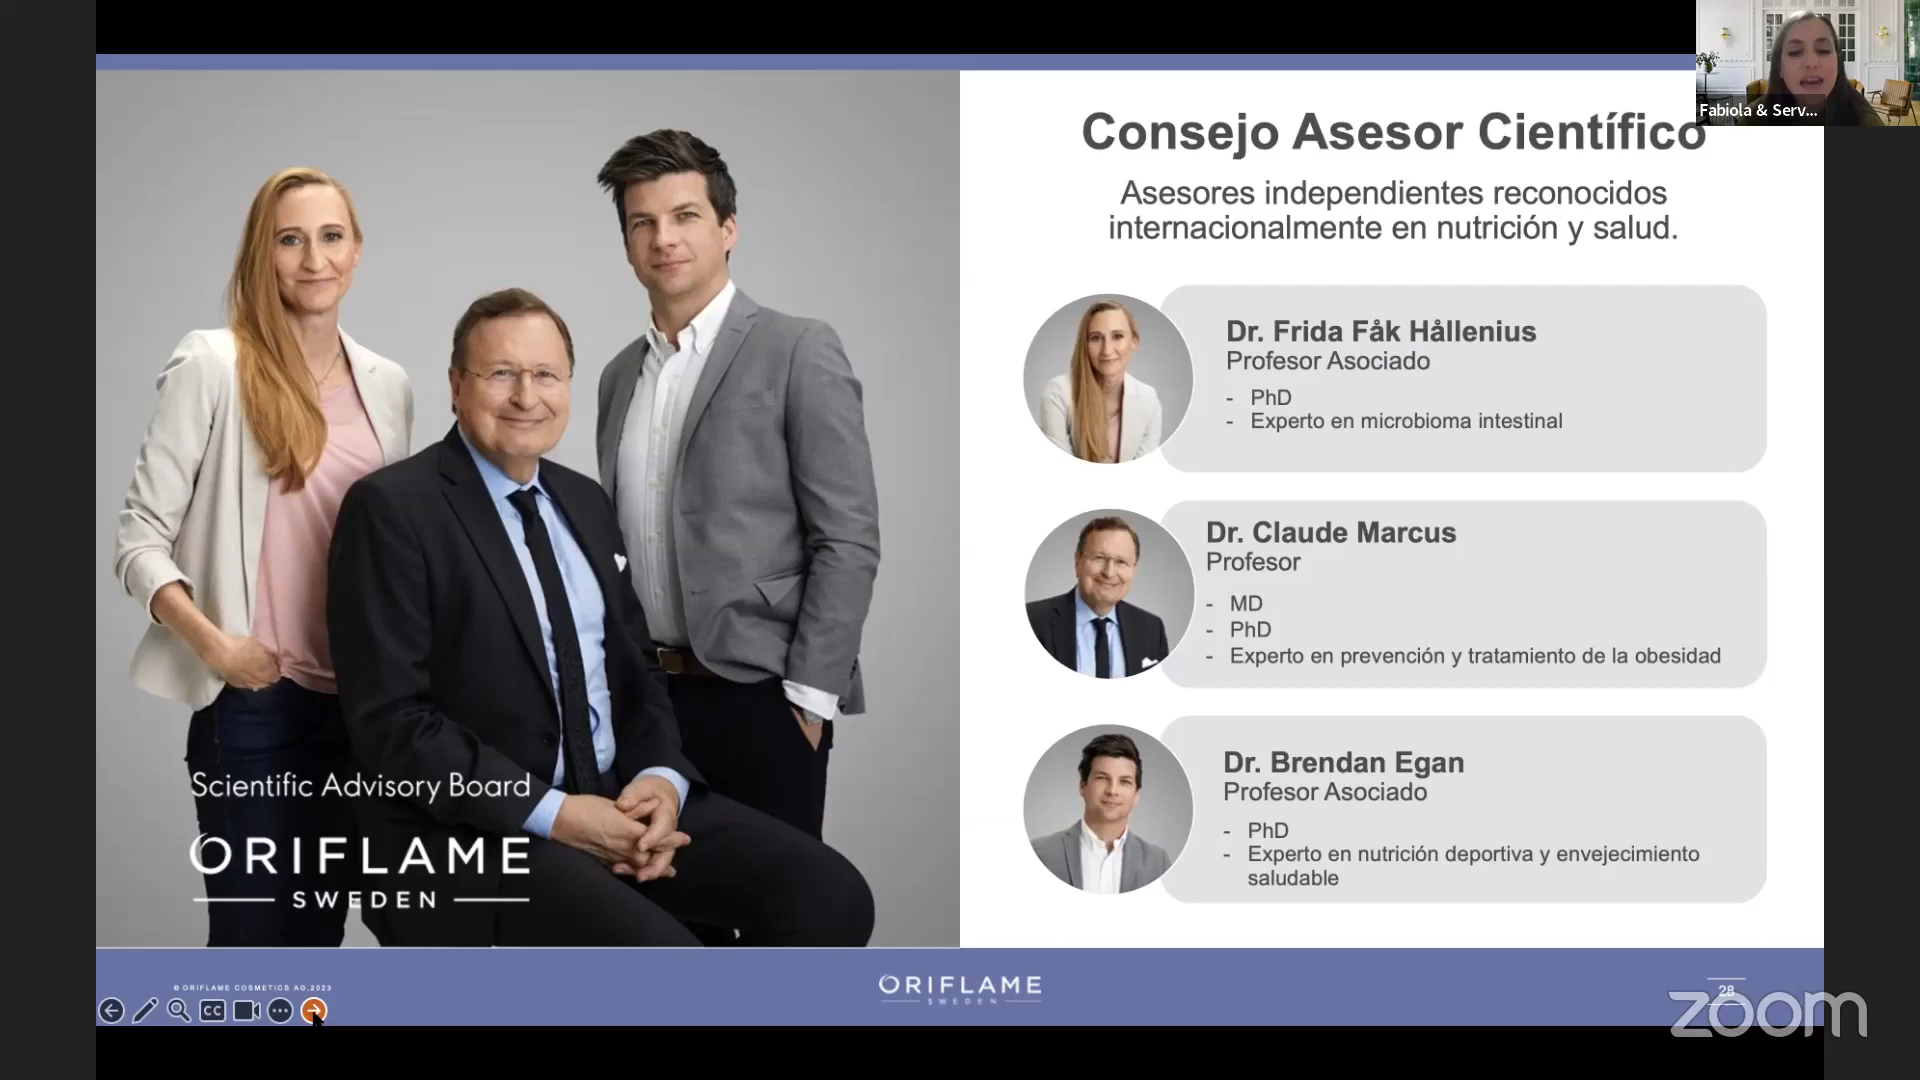 Fabiola & Serv...
Consejo Asesor Científico
Asesores independientes reconocidos
internacionalmente en nutrición y salud.
Dr. Frida Fåk Hållenius
Profesor Asociado
- PhD
- Experto en microbioma intestinal
Dr. Claude Marcus
Profesor
- MD
- PhD
- Experto en prevención y tratamiento de la obesidad
Dr. Brendan Egan
Profesor Asociado
- PhD
- Experto en nutrición deportiva y envejecimiento
saludable
Scientific Advisory Board
ORIFLAME
SWEDEN
© ORIFLAME COSMETICS AG, 2023
CC
ORIFLAME
SWEDEN
28
zoom